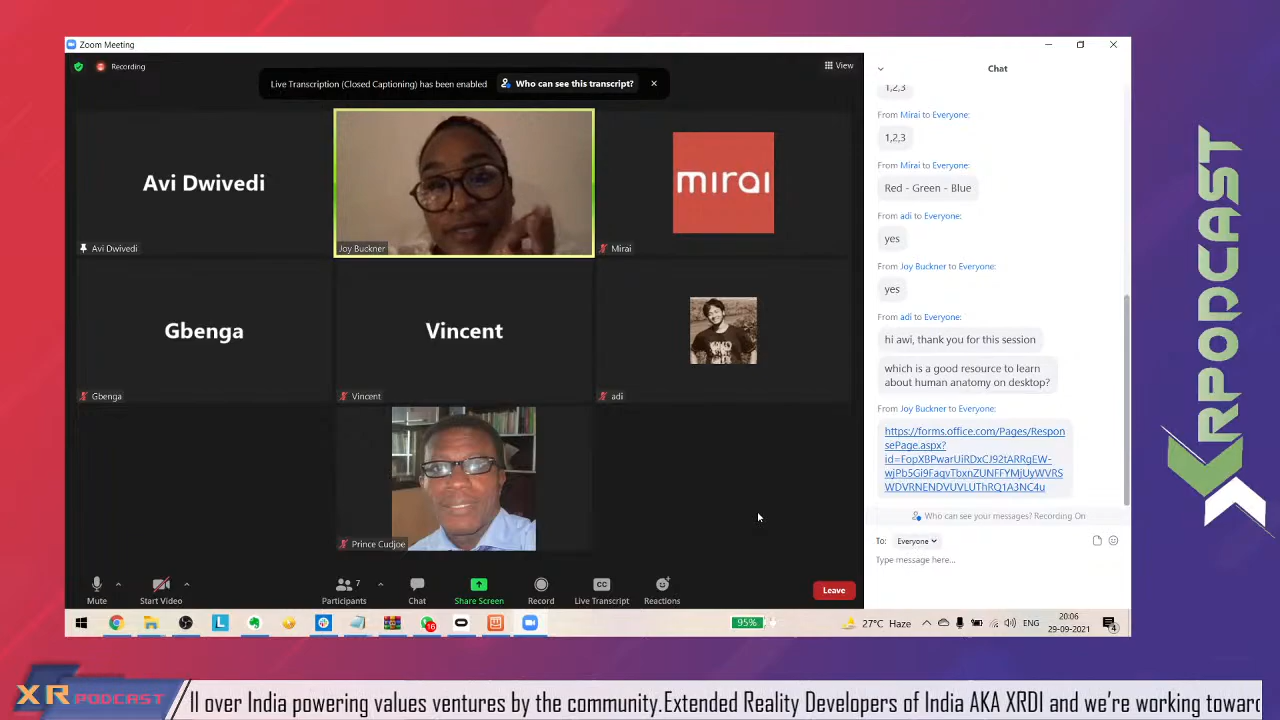 Zoom Meeting
Recording
Live Transcription (Closed Captioning) has been enabled
Who can see this transcript?
View
Avi Dwivedi
Avi Dwivedi
Joy Buckner
mirai
Mirai
Gbenga
Gbenga
Vincent
Vincent
adi
Prince Cudjoe
Mute
Start Video
Participants
7
Chat
Share Screen
Record
CC
Live Transcript
Reactions
Leave
Chat
1,2,3
From Mirai to Everyone:
1,2,3
From Mirai to Everyone:
Red - Green - Blue
From adi to Everyone:
yes
From Joy Buckner to Everyone:
yes
From adi to Everyone:
hi awi, thank you for this session
which is a good resource to learn
about human anatomy on desktop?
From Joy Buckner to Everyone:
https://forms.office.com/Pages/Respon
sePage.aspx?
id=FopXBPwarUiRDxCJ92tARRgEW-
wjPb5Gi9FaqvTbxnZUNFFYMjUyWVRS
WDVRNENDVUVLUThRQ1A3NC4u
Who can see your messages? Recording On
To:
Everyone
Type message here...
L
16
95%
27°C Haze
ENG
20:06
29-09-2021
4
XRPODCAST
XR PODCAST
ll over India powering values ventures by the community.Extended Reality Developers of India AKA XRDI and we're working towar